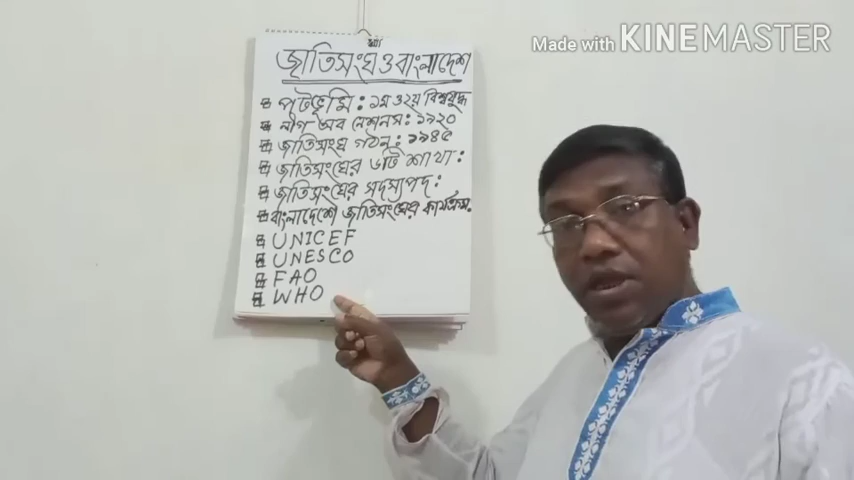 Made with KINEMASTER
জাতিসংঘ ও বাংলাদেশ
পটভূমি : ১ম ও ২য় বিশ্বযুদ্ধ
লীগ অব নেশনস : ১৯২০
জাতিসংঘ গঠন : ১৯৪৫
জাতিসংঘের ৬টি শাখা :
জাতিসংঘের সদস্যপদ :
বাংলাদেশে জাতিসংঘের কার্যক্রম.
UNICEF
UNESCO
FAO
WHO